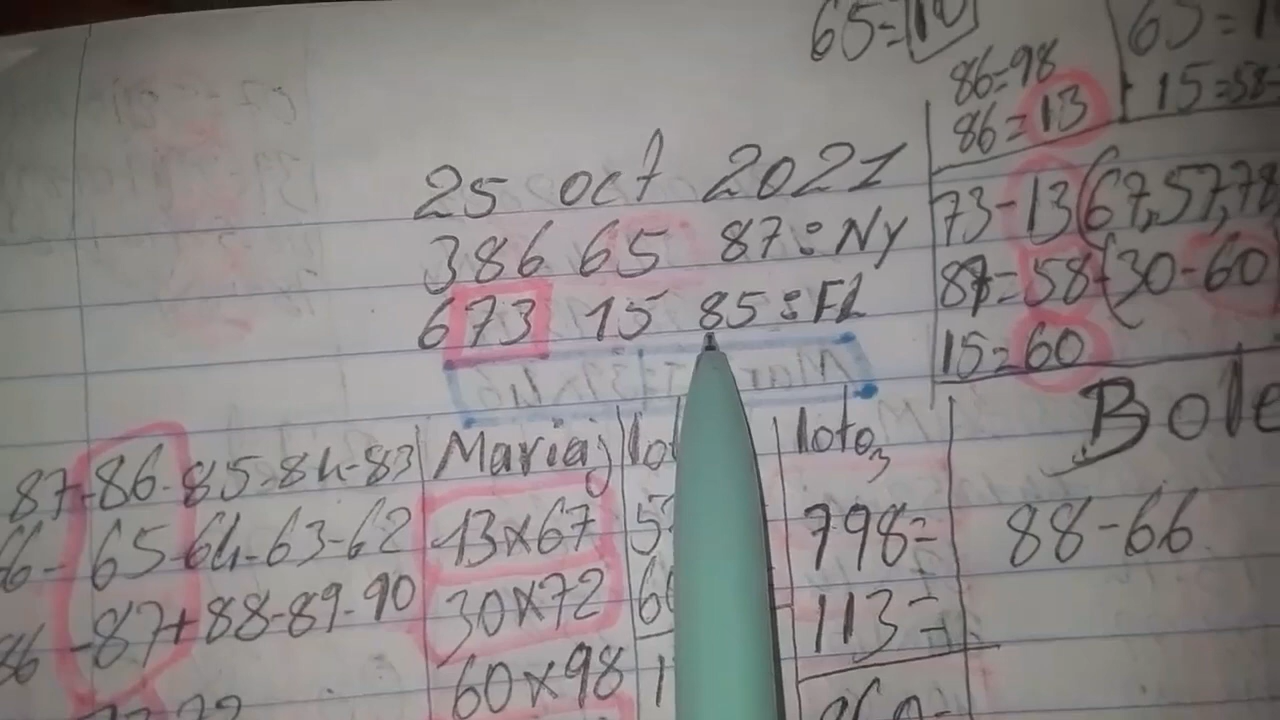 65=
65=
86=98
86=13
15=58-
25 oct 2021
386 65 87:Ny
673 15 85:FL
73-13(67,57,78
87=58-(30-60)
15=60
Bole
87-86-85-84-83
Mariaj
loto3
65-64-63-62
13x67
798=
88-66
86-87+88-89-90
30x72
113=
60x98